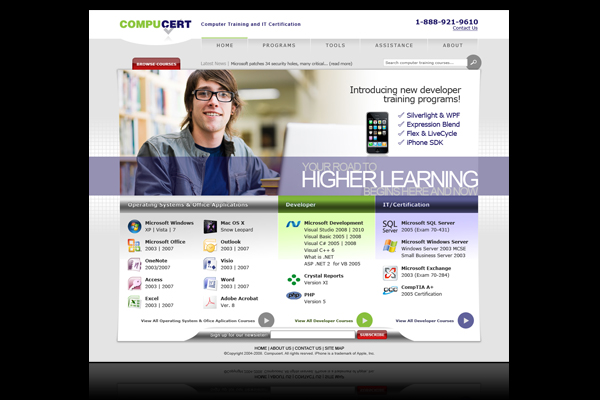 COMPUCERT
Computer Training and IT Certification
1-888-921-9610
Contact Us
HOME PROGRAMS TOOLS ASSISTANCE ABOUT
BROWSE COURSES
Latest News | Microsoft patches 34 security holes, many critical... (read more)
Search computer training courses...
Introducing new developer
training programs!
Silverlight & WPF
Expression Blend
Flex & LiveCycle
iPhone SDK
YOUR ROAD TO
HIGHER LEARNING
BEGINS HERE AND NOW
Operating Systems & Office Applications
Microsoft Windows
XP | Vista | 7
Microsoft Office
2003 | 2007
OneNote
2003/2007
Access
2003 | 2007
Excel
2003 | 2007
Mac OS X
Snow Leopard
Outlook
2003 | 2007
Visio
2003 | 2007
Word
2003 | 2007
Adobe Acrobat
Ver. 8
View All Operating System & Office Aplication Courses
Developer
Microsoft Development
Visual Studio 2008 | 2010
Visual Basic 2005 | 2008
Visual C# 2005 | 2008
Visual C++ 6
What is .NET
ASP .NET 2 for VB 2005
Crystal Reports
Version XI
php
PHP
Version 5
View All Developer Courses
IT/Certification
SQL
Server
Microsoft SQL Server
2005 (Exam 70-431)
Microsoft Windows Server
Windows Server 2003 MCSE
Small Business Server 2003
Microsoft Exchange
2003 (Exam 70-284)
CompTIA A+
2005 Certification
View All Developer Courses
Sign up for our newsletter
SUBSCRIBE
HOME | ABOUT US | CONTACT US | SITE MAP
©Copyright 2004-2008. Compucert. All rights reserved. iPhone is a trademark of Apple, Inc.